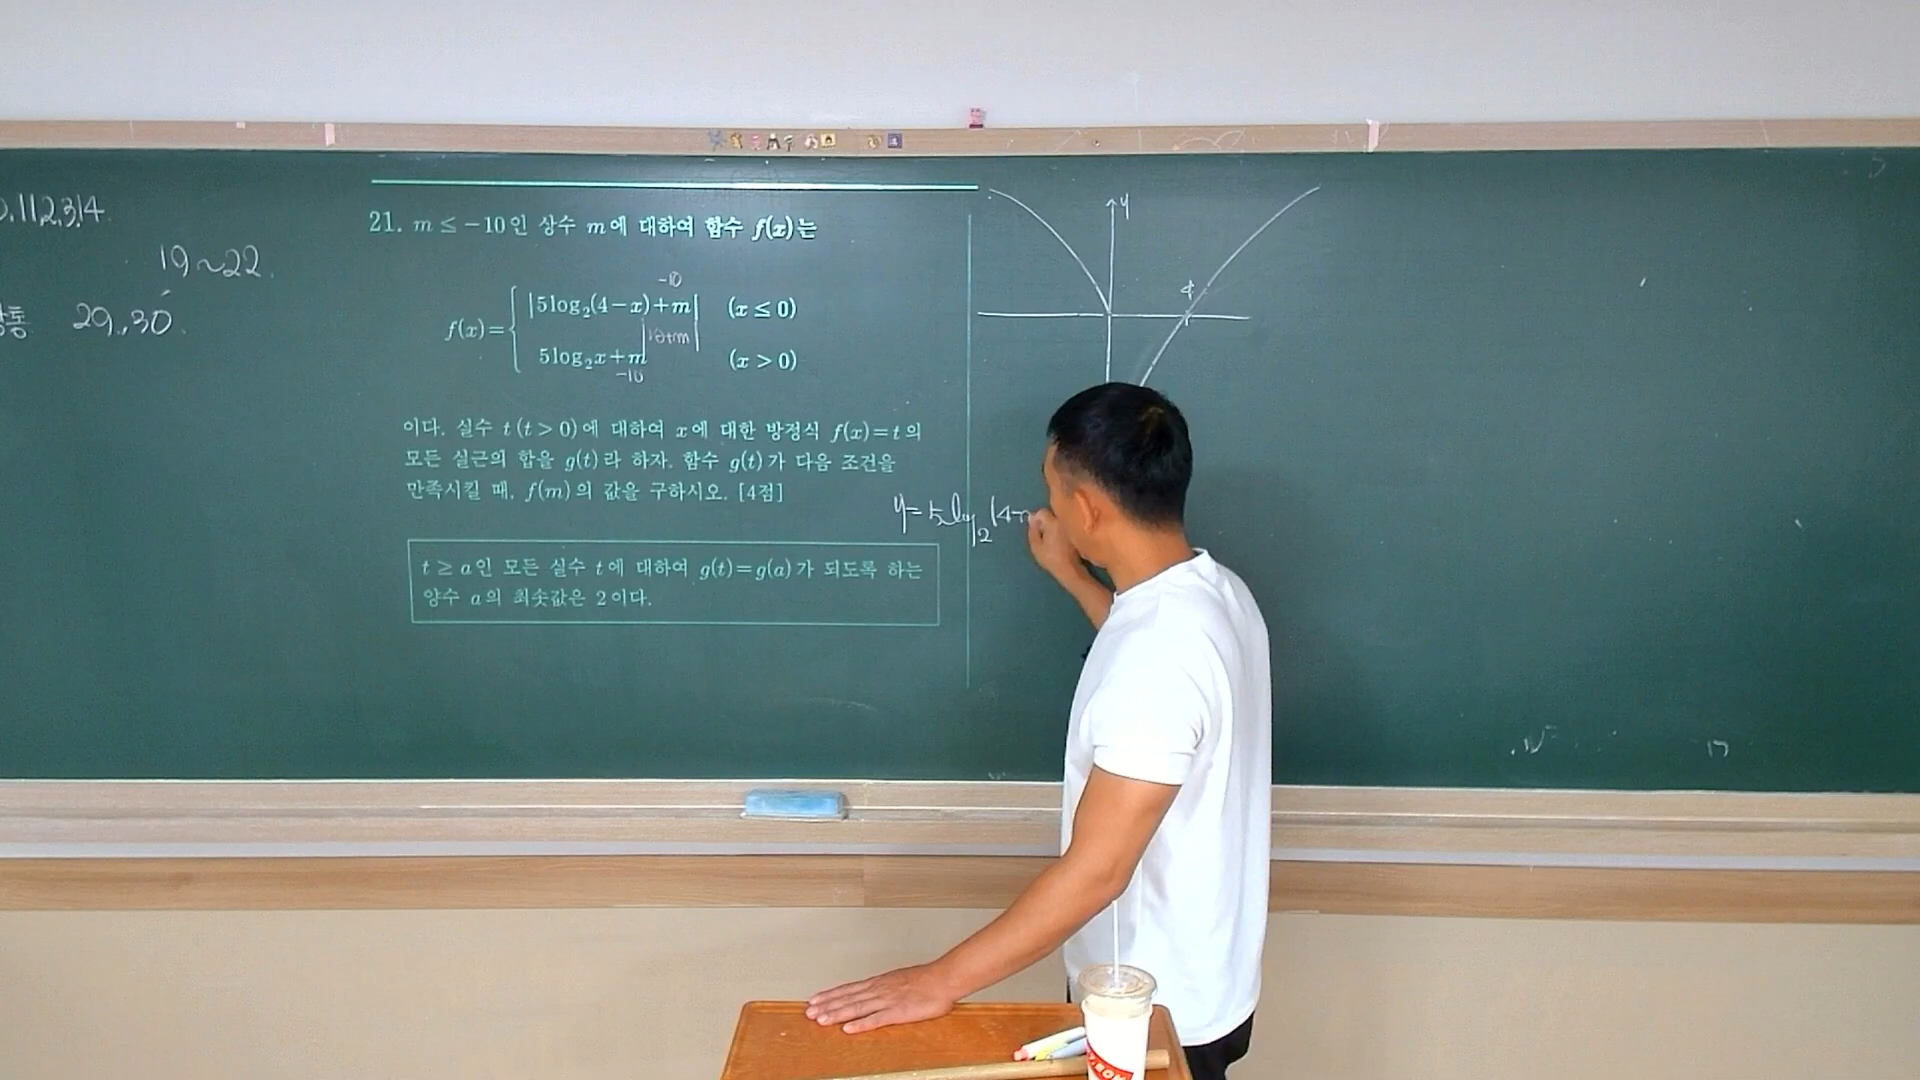 0.112.314
19~22.
통 29.,30.
21. m ≤ -10인 상수 m에 대하여 함수 f(x)는
-10
f(x)= |5log₂(4-x)+m| (x ≤ 0)
|10+m|
5log₂x+m (x > 0)
-10
이다. 실수 t(t > 0)에 대하여 x에 대한 방정식 f(x)=t의
모든 실근의 합을 g(t)라 하자. 함수 g(t)가 다음 조건을
만족시킬 때, f(m)의 값을 구하시오. [4점]
t ≥ a인 모든 실수 t에 대하여 g(t)=g(a)가 되도록 하는
양수 a의 최솟값은 2이다.
y
4
y=5log₂(4-
17